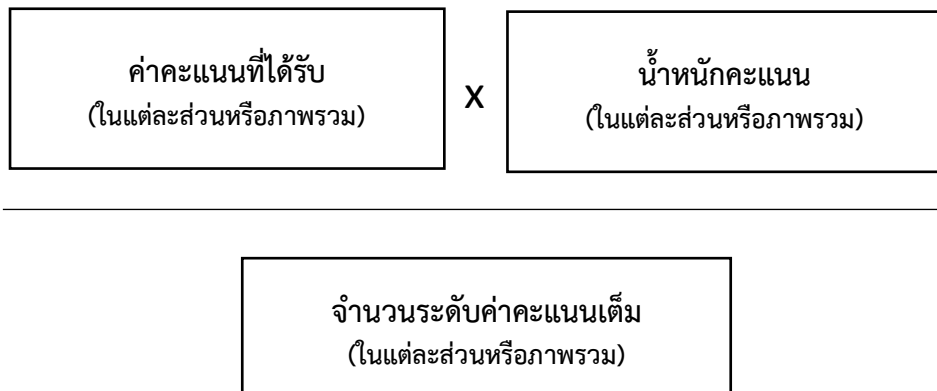 ค่าคะแนนที่ได้รับ
(ในแต่ละส่วนหรือภาพรวม)
X
น้ำหนักคะแนน
(ในแต่ละส่วนหรือภาพรวม)
จำนวนระดับค่าคะแนนเต็ม
(ในแต่ละส่วนหรือภาพรวม)